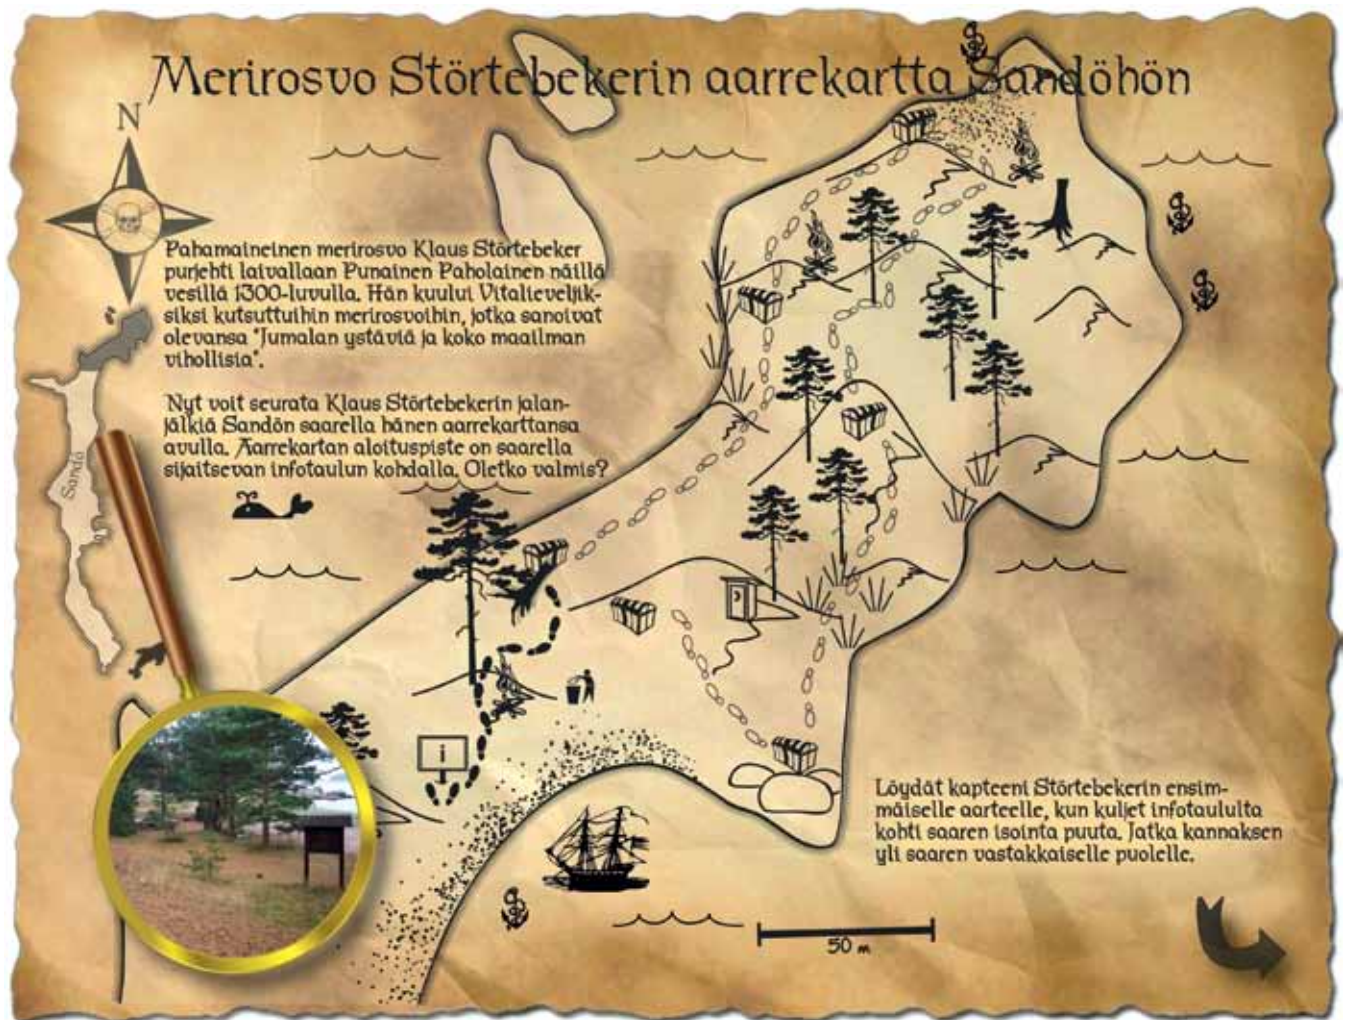 Merirosvo Störtebekerin aarrekartta Sandöhön
N
Pahamaineinen merirosvo Klaus Störtebeker
purjehti laivallaan Punainen Paholainen näillä
vesillä 1300-luvulla. Hän kuului Vitalieveljik-
siksi kutsuttuihin merirosvoihin, jotka sanoivat
olevansa "Jumalan ystäviä ja koko maailman
vihollisia".
Nyt voit seurata Klaus Störtebekerin jalan-
jälkiä Sandön saarella hänen aarrekarttansa
avulla. Aarrekartan aloituspiste on saarella
sijaitsevan infotaulun kohdalla. Oletko valmis?
Sandö
i
Löydät kapteeni Störtebekerin ensim-
mäiselle aarteelle, kun kuljet infotaululta
kohti saaren isointa puuta. Jatka kannaksen
yli saaren vastakkaiselle puolelle.
50 m